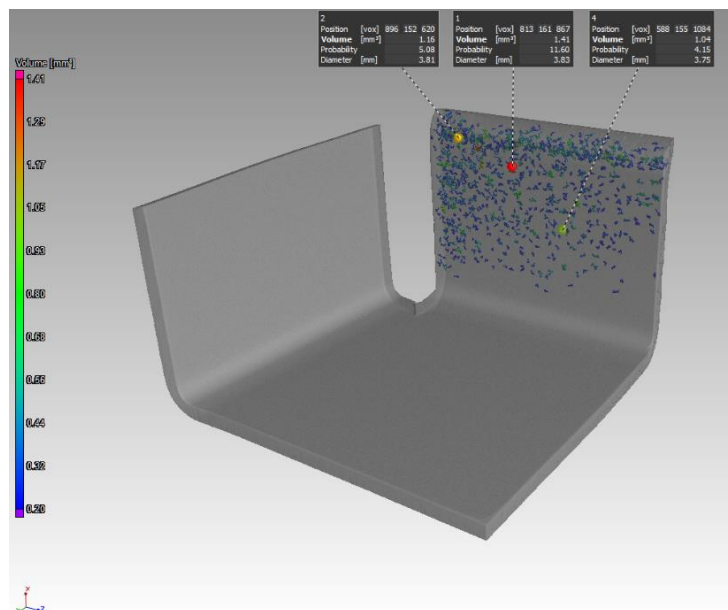 2
Position [vox] 896 152 620
Volume [mm³] 1.16
Probability 5.08
Diameter [mm] 3.81
1
Position [vox] 813 161 867
Volume [mm³] 1.41
Probability 11.60
Diameter [mm] 3.83
4
Position [vox] 588 155 1084
Volume [mm³] 1.04
Probability 4.15
Diameter [mm] 3.75
Volume [mm³]
1.41
1.29
1.17
1.05
0.93
0.80
0.68
0.56
0.44
0.32
0.20